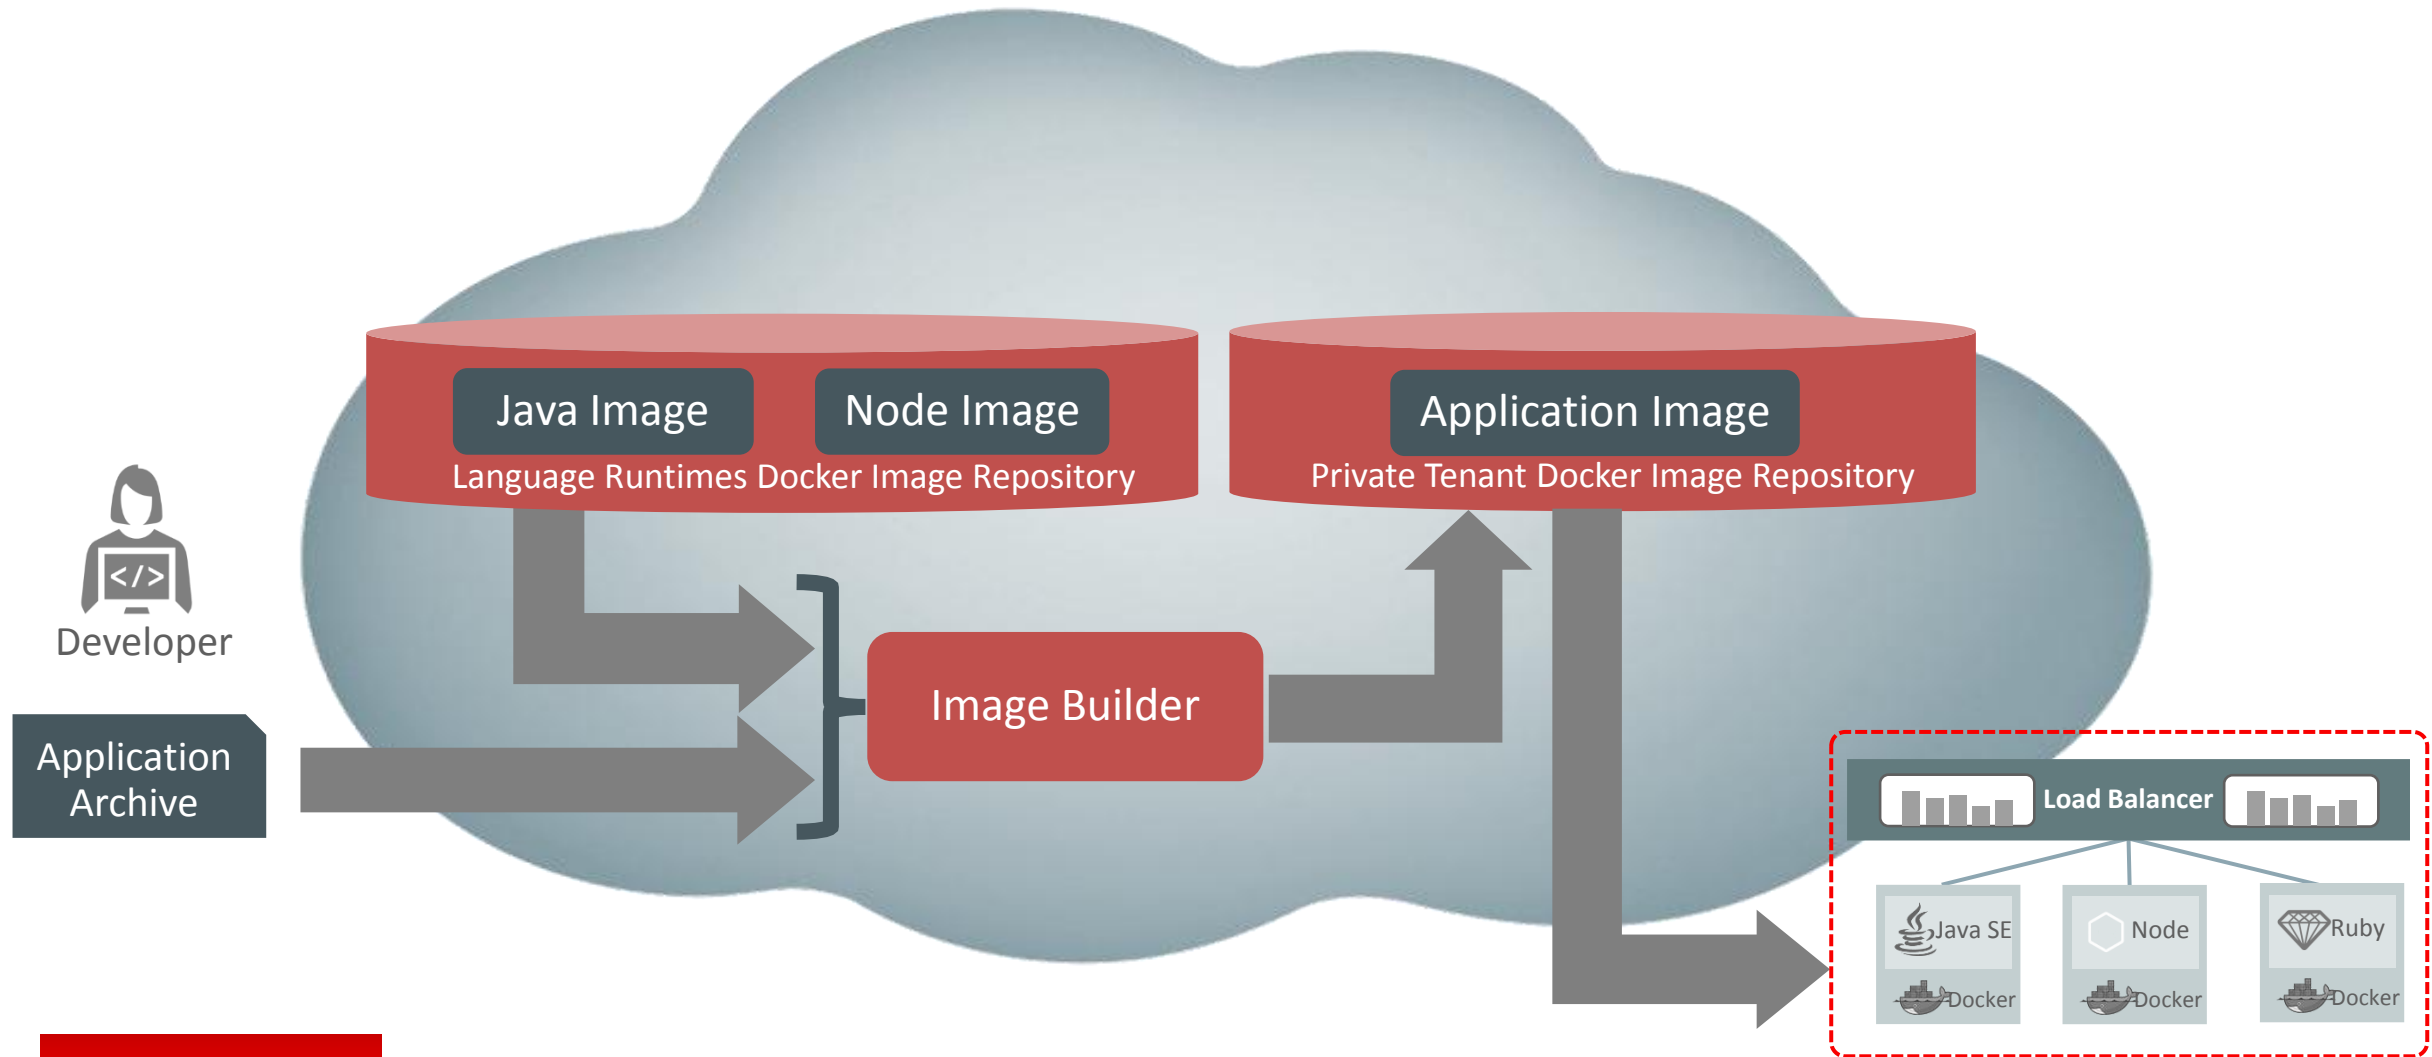 Java Image
Node Image
Language Runtimes Docker Image Repository
Application Image
Private Tenant Docker Image Repository
</>
Developer
Application
Archive
Image Builder
Load Balancer
Java SE
Docker
Node
Docker
Ruby
Docker